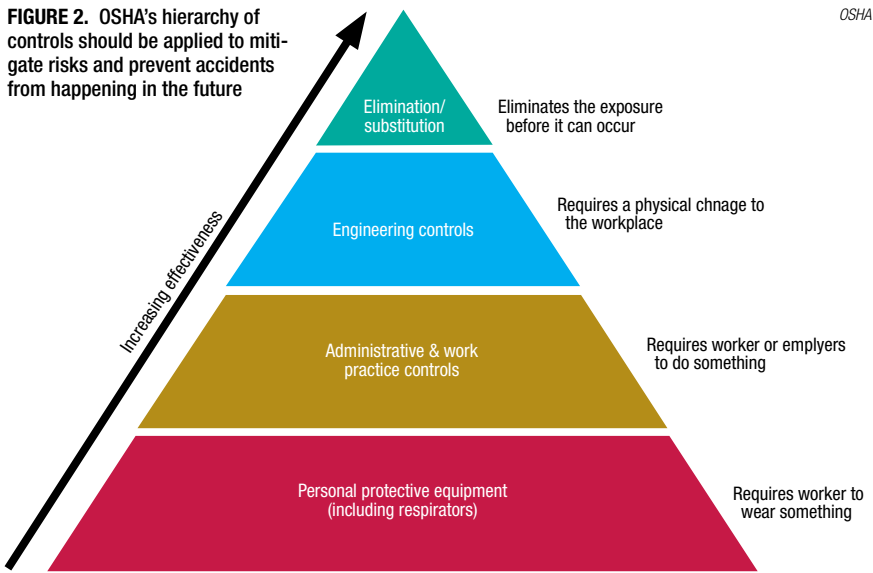 FIGURE 2. OSHA’s hierarchy of
controls should be applied to miti-
gate risks and prevent accidents
from happening in the future
OSHA
Increasing effectiveness
Elimination/
substitution
Eliminates the exposure
before it can occur
Engineering controls
Requires a physical chnage to
the workplace
Administrative & work
practice controls
Requires worker or emplyers
to do something
Personal protective equipment
(including respirators)
Requires worker to
wear something